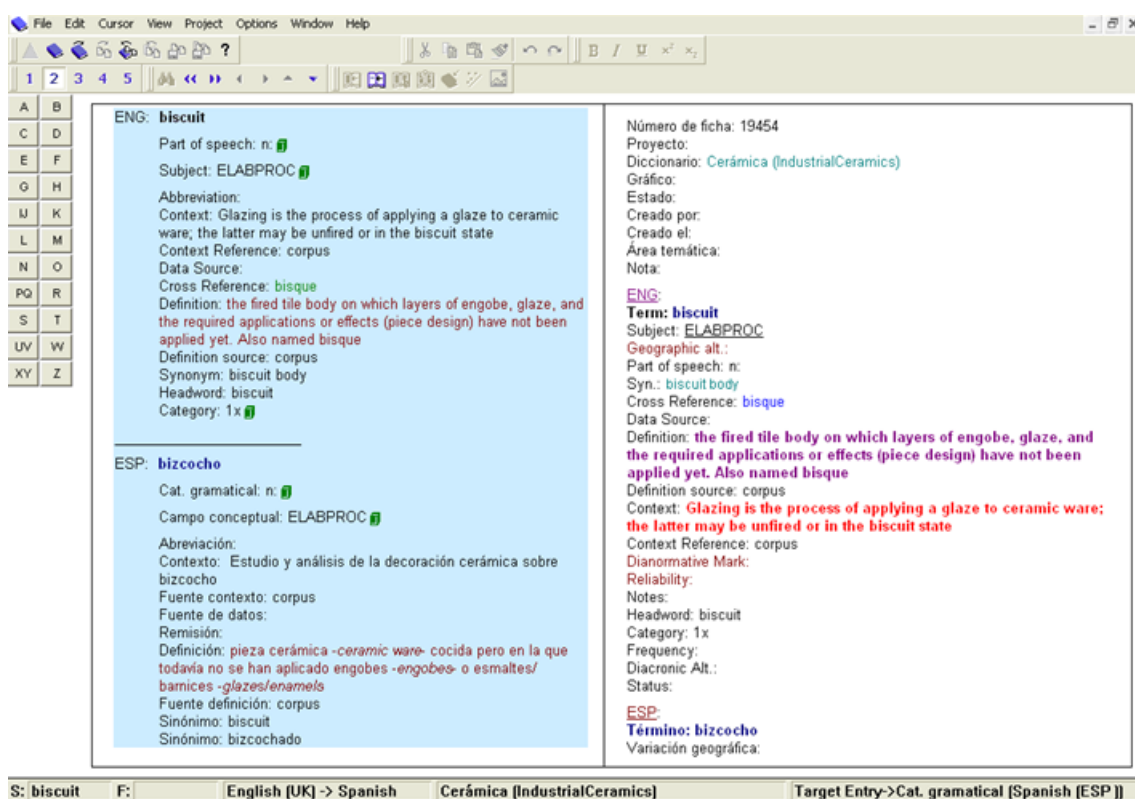 File Edit Cursor View Project Options Window Help
?
B I U x² x₂
1 2 3 4 5
A B
C D
E F
G H
IJ K
L M
N O
PQ R
S T
UV W
XY Z
ENG: biscuit
Part of speech: n:
Subject: ELABPROC
Abbreviation:
Context: Glazing is the process of applying a glaze to ceramic
ware; the latter may be unfired or in the biscuit state
Context Reference: corpus
Data Source:
Cross Reference: bisque
Definition: the fired tile body on which layers of engobe, glaze, and
the required applications or effects (piece design) have not been
applied yet. Also named bisque
Definition source: corpus
Synonym: biscuit body
Headword: biscuit
Category: 1x
ESP: bizcocho
Cat. gramatical: n:
Campo conceptual: ELABPROC
Abreviación:
Contexto: Estudio y análisis de la decoración cerámica sobre
bizcocho
Fuente contexto: corpus
Fuente de datos:
Remisión:
Definición: pieza cerámica -ceramic ware- cocida pero en la que
todavía no se han aplicado engobes -engobes- o esmaltes/
barnices -glazes/enamels
Fuente definición: corpus
Sinónimo: biscuit
Sinónimo: bizcochado
Número de ficha: 19454
Proyecto:
Diccionario: Cerámica (IndustrialCeramics)
Gráfico:
Estado:
Creado por:
Creado el:
Área temática:
Nota:
ENG:
Term: biscuit
Subject: ELABPROC
Geographic alt.:
Part of speech: n:
Syn.: biscuit body
Cross Reference: bisque
Data Source:
Definition: the fired tile body on which layers of engobe, glaze, and
the required applications or effects (piece design) have not been
applied yet. Also named bisque
Definition source: corpus
Context: Glazing is the process of applying a glaze to ceramic ware;
the latter may be unfired or in the biscuit state
Context Reference: corpus
Dianormative Mark:
Reliability:
Notes:
Headword: biscuit
Category: 1x
Frequency:
Diacronic Alt.:
Status:
ESP:
Término: bizcocho
Variación geográfica:
S: biscuit F: English [UK] -> Spanish Cerámica [IndustrialCeramics] Target Entry->Cat. gramatical [Spanish [ESP ]]